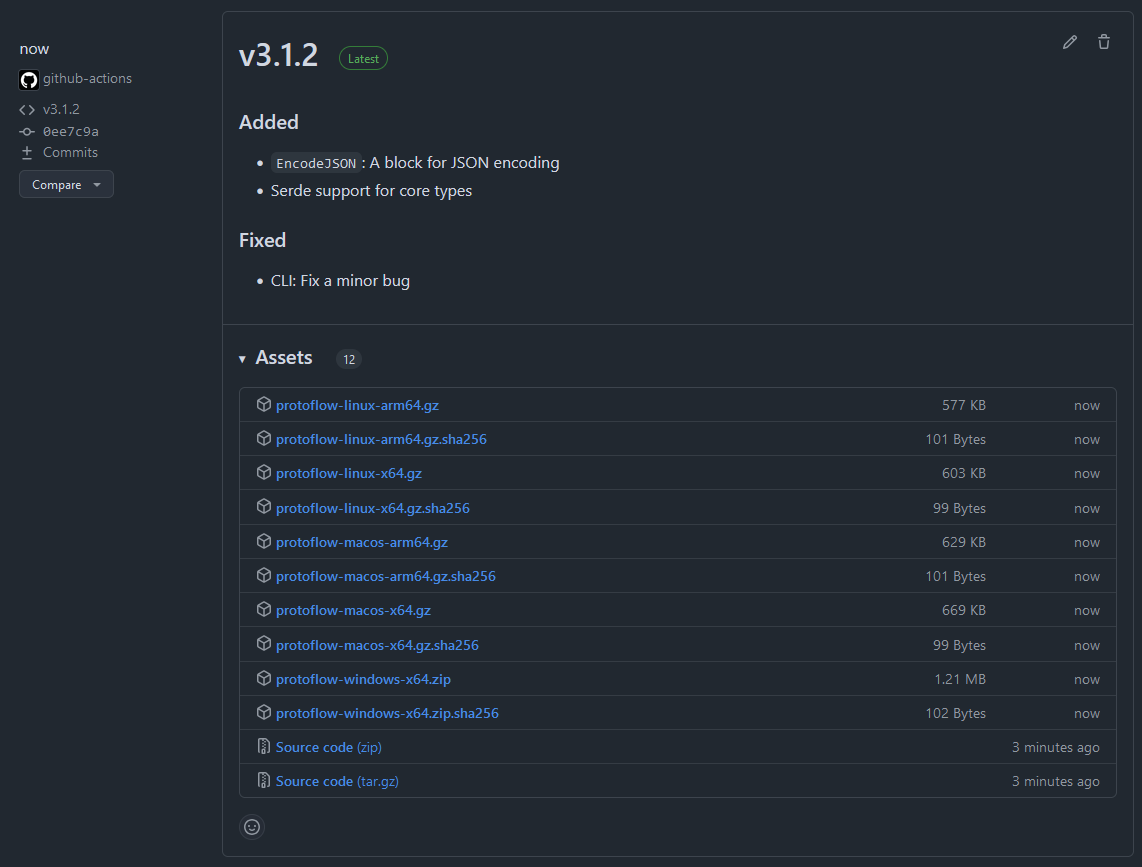 now
github-actions
v3.1.2
0ee7c9a
Commits
Compare
v3.1.2 Latest
Added
EncodeJSON: A block for JSON encoding
Serde support for core types
Fixed
CLI: Fix a minor bug
Assets 12
protoflow-linux-arm64.gz 577 KB now
protoflow-linux-arm64.gz.sha256 101 Bytes now
protoflow-linux-x64.gz 603 KB now
protoflow-linux-x64.gz.sha256 99 Bytes now
protoflow-macos-arm64.gz 629 KB now
protoflow-macos-arm64.gz.sha256 101 Bytes now
protoflow-macos-x64.gz 669 KB now
protoflow-macos-x64.gz.sha256 99 Bytes now
protoflow-windows-x64.zip 1.21 MB now
protoflow-windows-x64.zip.sha256 102 Bytes now
Source code (zip) 3 minutes ago
Source code (tar.gz) 3 minutes ago